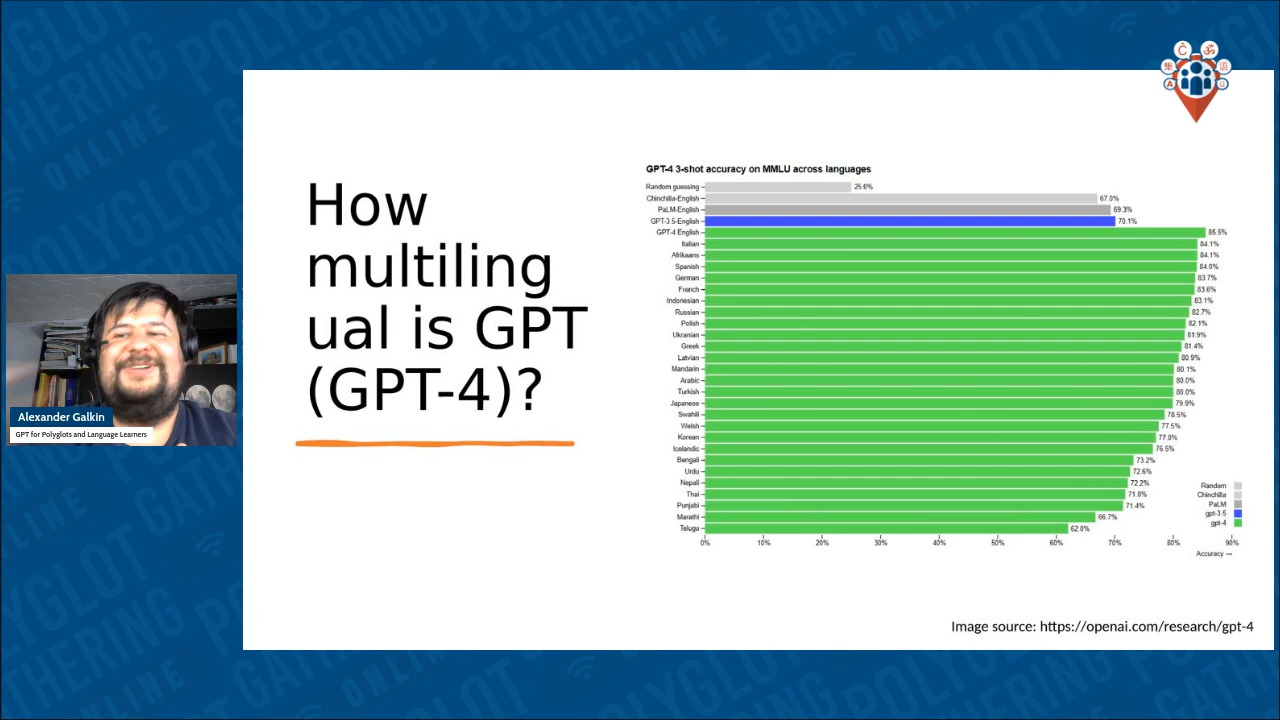 How
multiling
ual is GPT
(GPT-4)?
GPT-4 3-shot accuracy on MMLU across languages
Random guessing 25.0%
Chinchilla-English 67.0%
PaLM-English 69.3%
GPT-3.5-English 70.1%
GPT-4 English 85.5%
Italian 84.1%
Afrikaans 84.1%
Spanish 84.0%
German 83.7%
French 83.6%
Indonesian 83.1%
Russian 82.7%
Polish 82.1%
Ukranian 81.9%
Greek 81.4%
Latvian 80.9%
Mandarin 80.1%
Arabic 80.0%
Turkish 80.0%
Japanese 79.9%
Swahili 78.5%
Welsh 77.5%
Korean 77.0%
Icelandic 76.5%
Bengali 73.2%
Urdu 72.6%
Nepali 72.2%
Thai 71.8%
Punjabi 71.4%
Marathi 66.7%
Telugu 62.0%
0% 10% 20% 30% 40% 50% 60% 70% 80% 90%
Accuracy →
Random
Chinchilla
PaLM
gpt-3.5
gpt-4
Image source: https://openai.com/research/gpt-4
Alexander Galkin
GPT for Polyglots and Language Learners
POLYGLOT
GATHERING
ONLINE